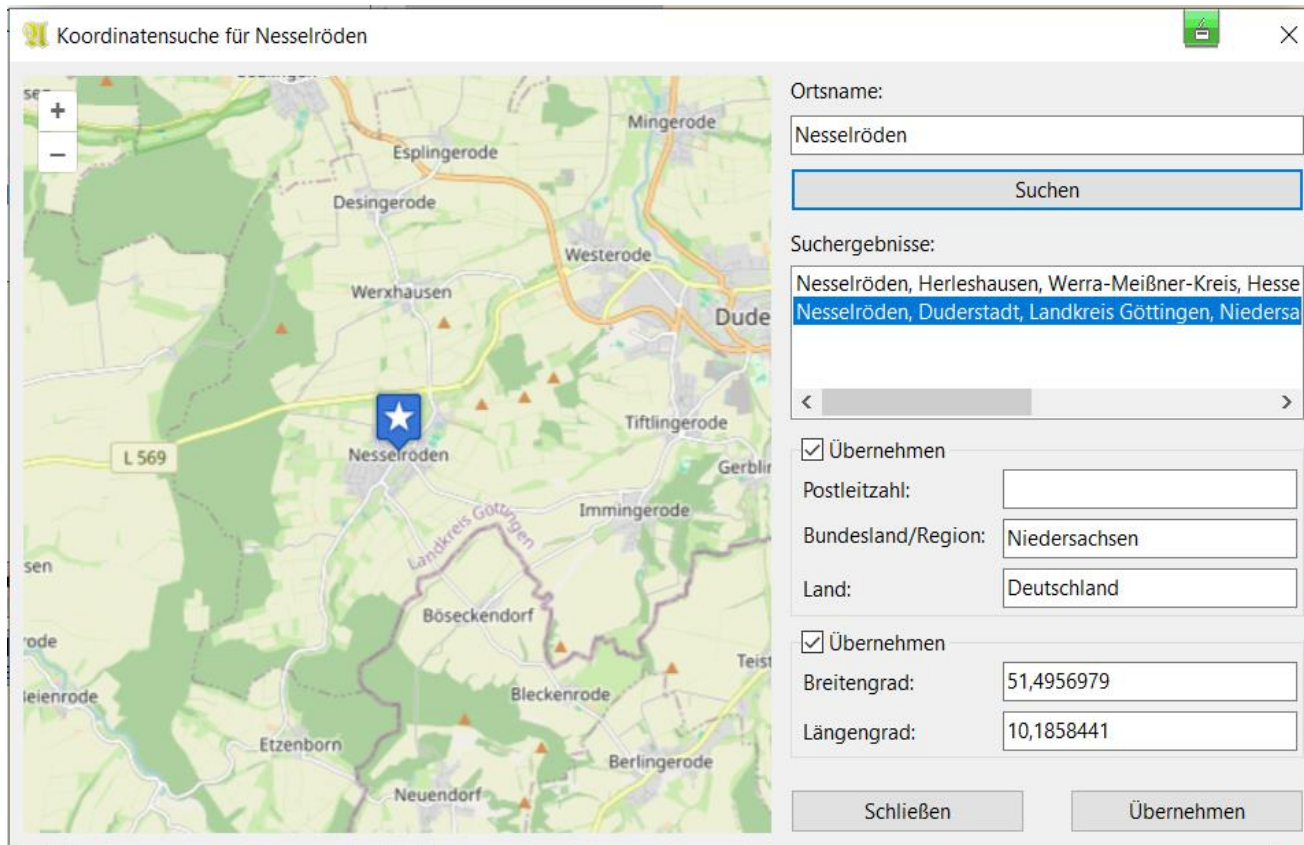 Koordinatensuche für Nesselröden
+
−
Mingerode
Esplingerode
Desingerode
Westerode
Werxhausen
Dude
L 569
Nesselröden
Tiftlingerode
Gerblin
Immingerode
Landkreis Göttingen
sen
Böseckendorf
rode
Teist
Beienrode
Bleckenrode
Etzenborn
Berlingerode
Neuendorf
Ortsname:
Nesselröden
Suchen
Suchergebnisse:
Nesselröden, Herleshausen, Werra-Meißner-Kreis, Hesse
Nesselröden, Duderstadt, Landkreis Göttingen, Niedersa
Übernehmen
Postleitzahl:
Bundesland/Region: Niedersachsen
Land: Deutschland
Übernehmen
Breitengrad: 51,4956979
Längengrad: 10,1858441
Schließen Übernehmen